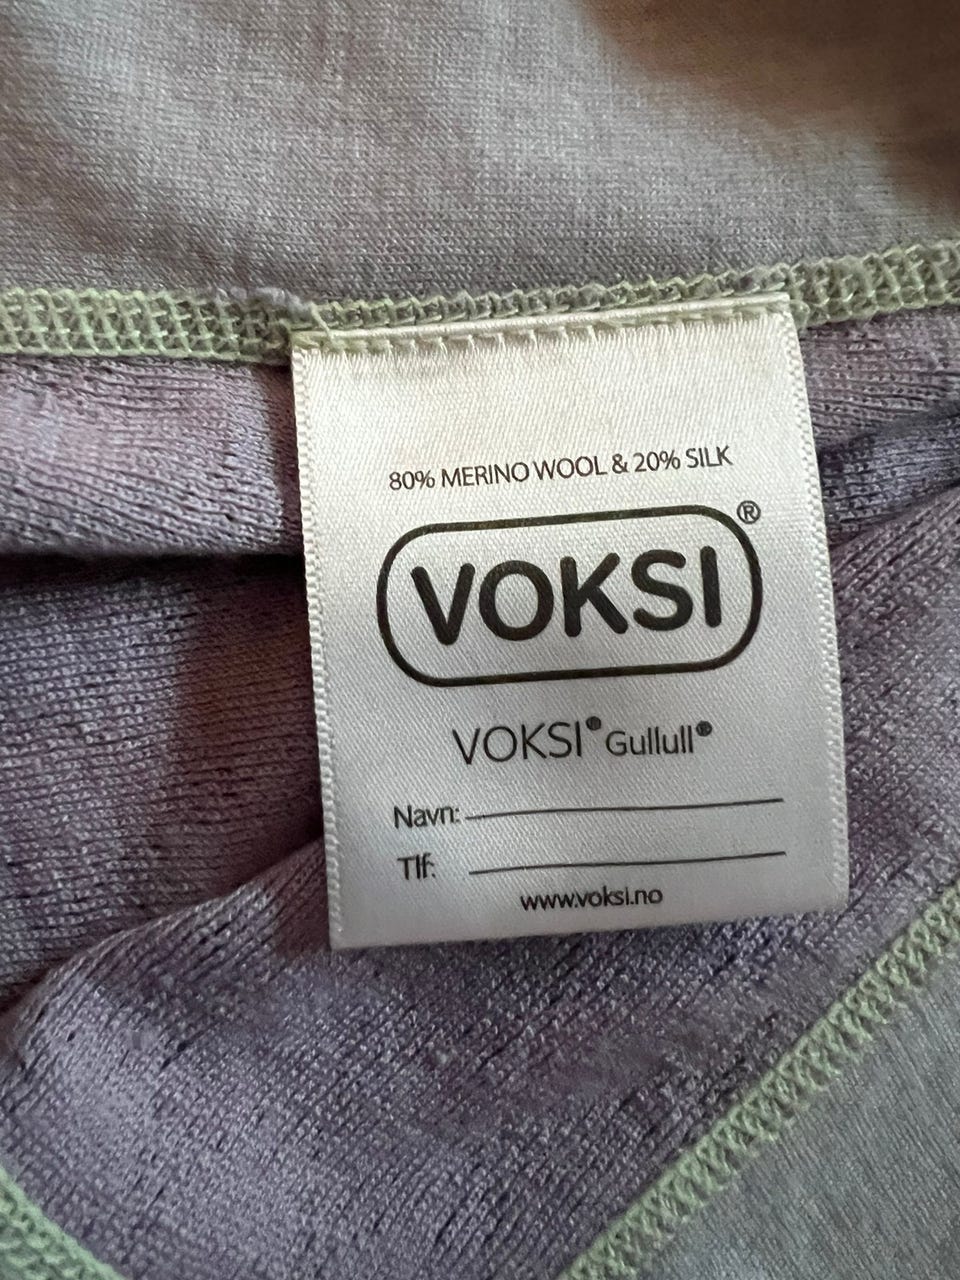 80% MERINO WOOL & 20% SILK
VOKSI®
VOKSI® Gullull®
Navn:
Tlf:
www.voksi.no